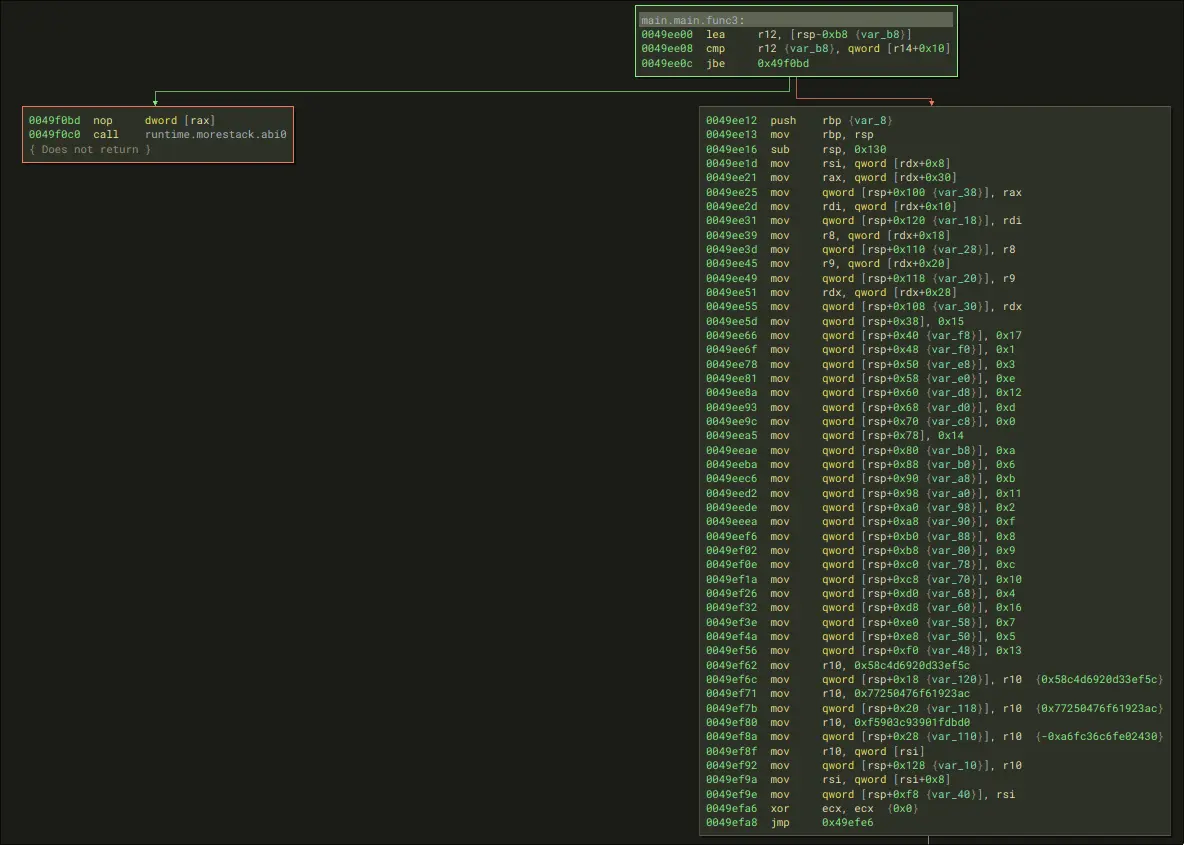 main.main.func3:
0049ee00 lea r12, [rsp-0xb8 {var_b8}]
0049ee08 cmp r12 {var_b8}, qword [r14+0x10]
0049ee0c jbe 0x49f0bd
0049f0bd nop dword [rax]
0049f0c0 call runtime.morestack.abi0
{ Does not return }
0049ee12 push rbp {var_8}
0049ee13 mov rbp, rsp
0049ee16 sub rsp, 0x130
0049ee1d mov rsi, qword [rdx+0x8]
0049ee21 mov rax, qword [rdx+0x30]
0049ee25 mov qword [rsp+0x100 {var_38}], rax
0049ee2d mov rdi, qword [rdx+0x10]
0049ee31 mov qword [rsp+0x120 {var_18}], rdi
0049ee39 mov r8, qword [rdx+0x18]
0049ee3d mov qword [rsp+0x110 {var_28}], r8
0049ee45 mov r9, qword [rdx+0x20]
0049ee49 mov qword [rsp+0x118 {var_20}], r9
0049ee51 mov rdx, qword [rdx+0x28]
0049ee55 mov qword [rsp+0x108 {var_30}], rdx
0049ee5d mov qword [rsp+0x38], 0x15
0049ee66 mov qword [rsp+0x40 {var_f8}], 0x17
0049ee6f mov qword [rsp+0x48 {var_f0}], 0x1
0049ee78 mov qword [rsp+0x50 {var_e8}], 0x3
0049ee81 mov qword [rsp+0x58 {var_e0}], 0xe
0049ee8a mov qword [rsp+0x60 {var_d8}], 0x12
0049ee93 mov qword [rsp+0x68 {var_d0}], 0xd
0049ee9c mov qword [rsp+0x70 {var_c8}], 0x0
0049eea5 mov qword [rsp+0x78], 0x14
0049eeae mov qword [rsp+0x80 {var_b8}], 0xa
0049eeba mov qword [rsp+0x88 {var_b0}], 0x6
0049eec6 mov qword [rsp+0x90 {var_a8}], 0xb
0049eed2 mov qword [rsp+0x98 {var_a0}], 0x11
0049eede mov qword [rsp+0xa0 {var_98}], 0x2
0049eeea mov qword [rsp+0xa8 {var_90}], 0xf
0049eef6 mov qword [rsp+0xb0 {var_88}], 0x8
0049ef02 mov qword [rsp+0xb8 {var_80}], 0x9
0049ef0e mov qword [rsp+0xc0 {var_78}], 0xc
0049ef1a mov qword [rsp+0xc8 {var_70}], 0x10
0049ef26 mov qword [rsp+0xd0 {var_68}], 0x4
0049ef32 mov qword [rsp+0xd8 {var_60}], 0x16
0049ef3e mov qword [rsp+0xe0 {var_58}], 0x7
0049ef4a mov qword [rsp+0xe8 {var_50}], 0x5
0049ef56 mov qword [rsp+0xf0 {var_48}], 0x13
0049ef62 mov r10, 0x58c4d6920d33ef5c
0049ef6c mov qword [rsp+0x18 {var_120}], r10 {0x58c4d6920d33ef5c}
0049ef71 mov r10, 0x77250476f61923ac
0049ef7b mov qword [rsp+0x20 {var_118}], r10 {0x77250476f61923ac}
0049ef80 mov r10, 0xf5903c93901fdbd0
0049ef8a mov qword [rsp+0x28 {var_110}], r10 {-0xa6fc36c6fe02430}
0049ef8f mov r10, qword [rsi]
0049ef92 mov qword [rsp+0x128 {var_10}], r10
0049ef9a mov rsi, qword [rsi+0x8]
0049ef9e mov qword [rsp+0xf8 {var_40}], rsi
0049efa6 xor ecx, ecx {0x0}
0049efa8 jmp 0x49efe6